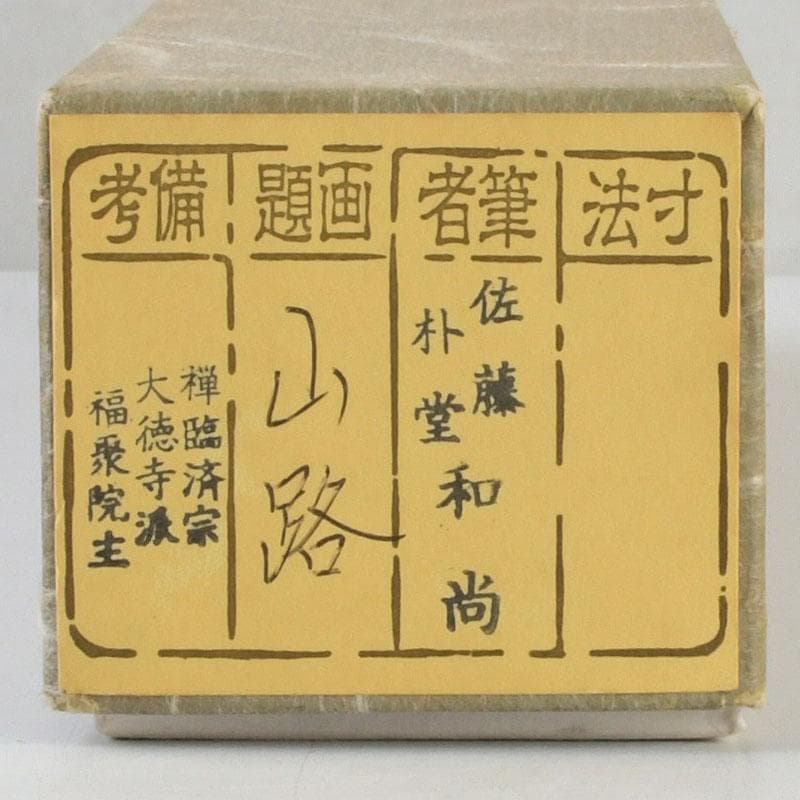 寸法
筆者
佐藤
朴堂
和尚
画題
山路
備考
禅臨済宗
大徳寺派
福聚院主